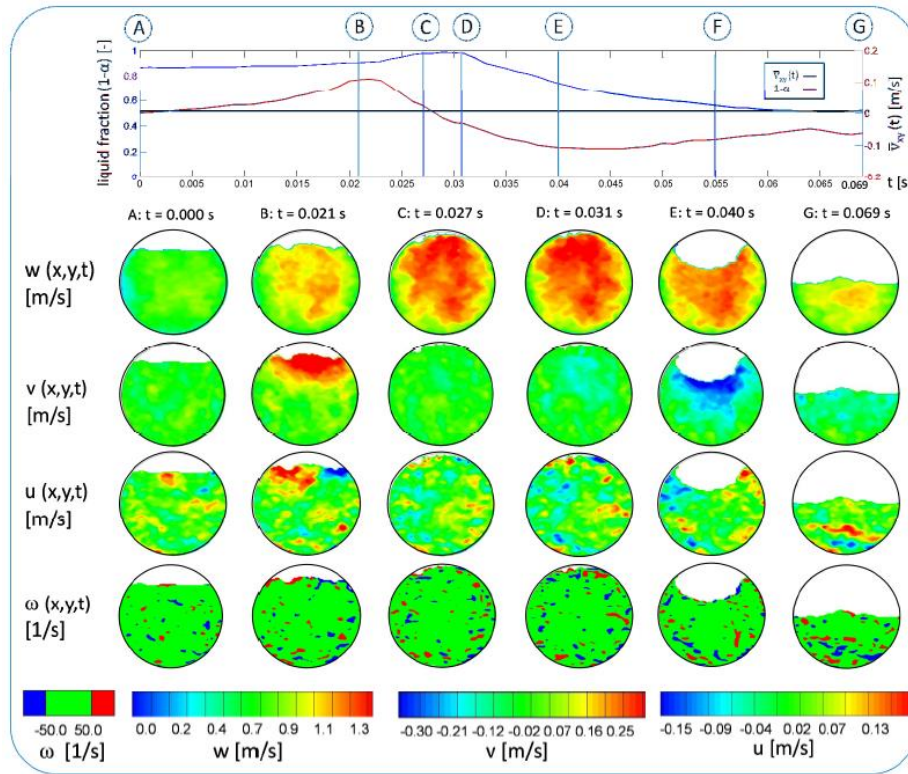 A B C D E F G
liquid fraction (1-α) [-]
1
0.8
0.6
0.4
0.2
0
0.2
0.1
0
-0.1
-0.2
v̅xy (t) [m/s]
v̅xy(t)
1-α
0 0.005 0.01 0.015 0.02 0.025 0.03 0.035 0.04 0.045 0.05 0.055 0.06 0.065 0.069 t [s
A: t = 0.000 s B: t = 0.021 s C: t = 0.027 s D: t = 0.031 s E: t = 0.040 s G: t = 0.069 s
w (x,y,t)
[m/s]
v (x,y,t)
[m/s]
u (x,y,t)
[m/s]
ω (x,y,t)
[1/s]
-50.0 50.0
ω [1/s]
0.0 0.2 0.4 0.7 0.9 1.1 1.3
w [m/s]
-0.30 -0.21 -0.12 -0.02 0.07 0.16 0.25
v [m/s]
-0.15 -0.09 -0.04 0.02 0.07 0.13
u [m/s]